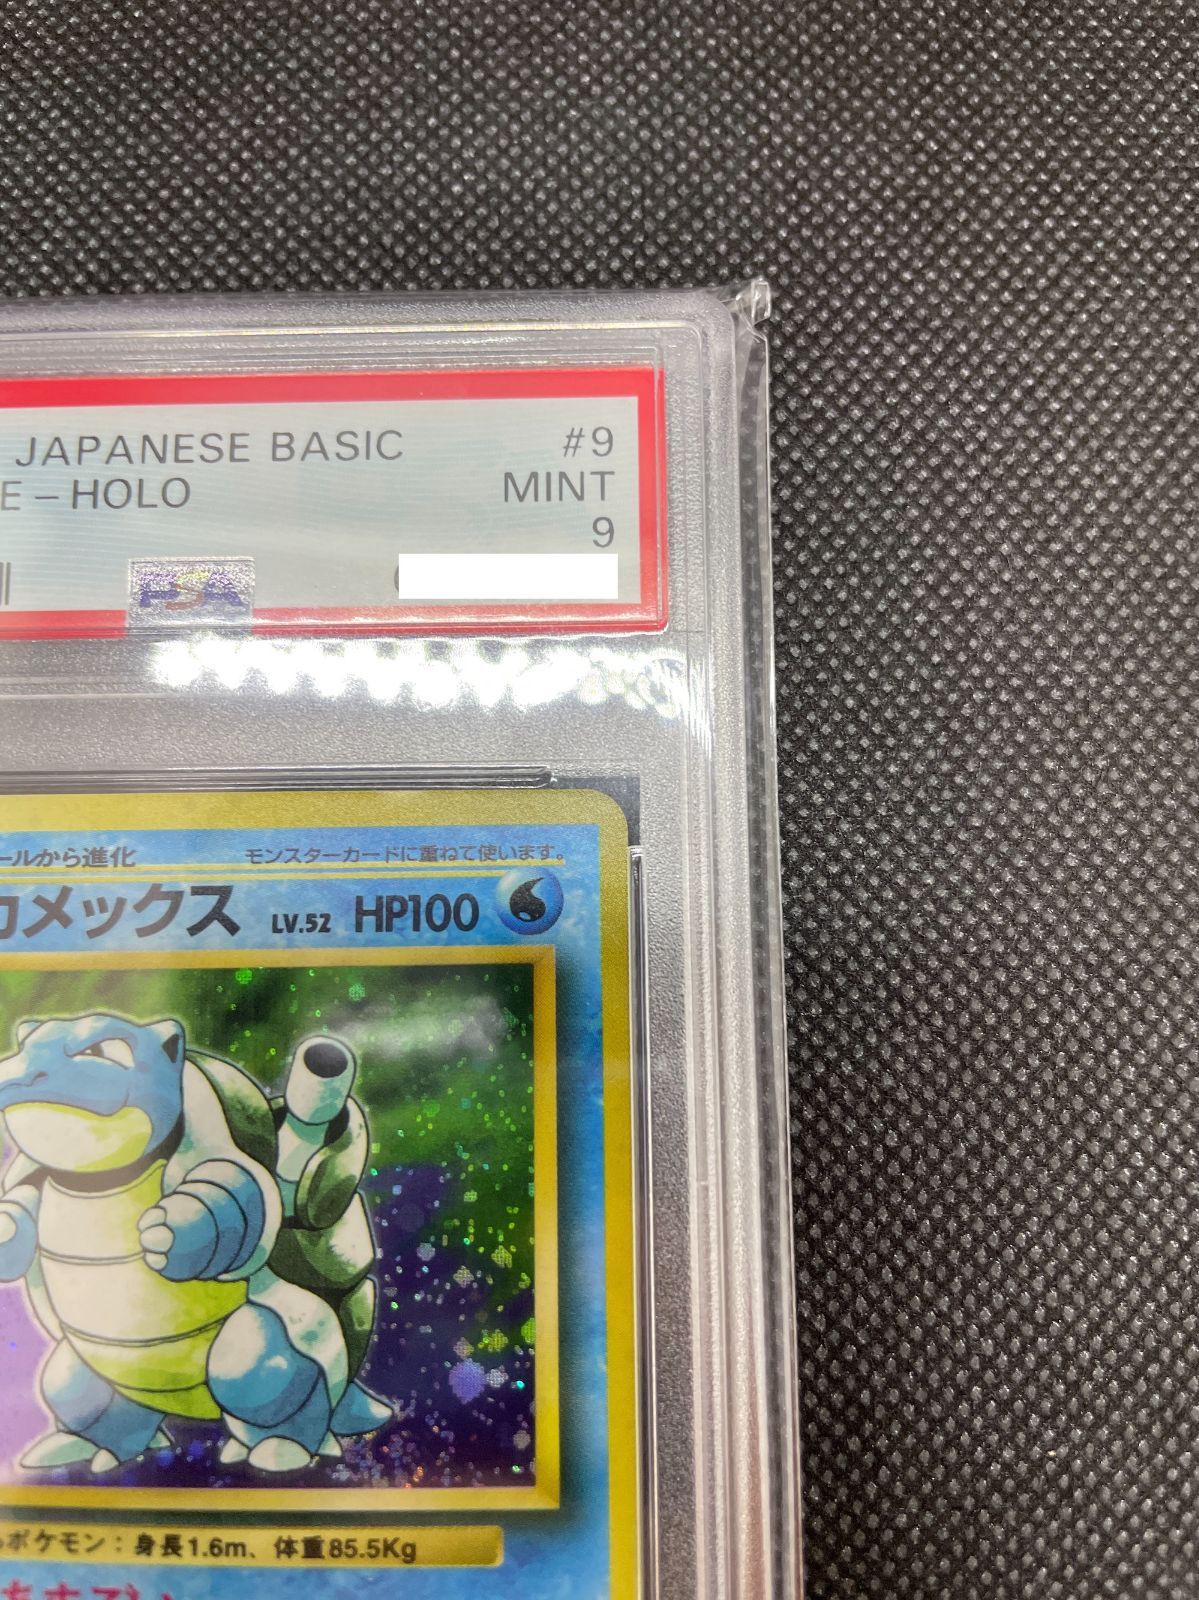 JAPANESE BASIC #9
E-HOLO MINT
9
PSA
ールから進化 モンスターカードに重ねて使います。
カメックス LV.52 HP100
ポケモン:身長1.6m、体重85.5Kg